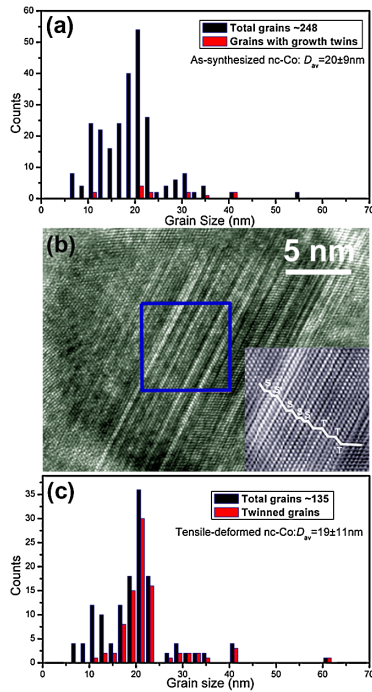 (a)
Total grains ~248
Grains with growth twins
As-synthesized nc-Co: Dav=20±9nm
Counts
60
50
40
30
20
10
0
0 10 20 30 40 50 60 70
Grain Size (nm)
(b)
5 nm
S
S
S
S
S
T
T
T
(c)
Total grains ~135
Twinned grains
Tensile-deformed nc-Co:Dav=19±11nm
Counts
35
30
25
20
15
10
5
0
0 10 20 30 40 50 60 70
Grain size (nm)